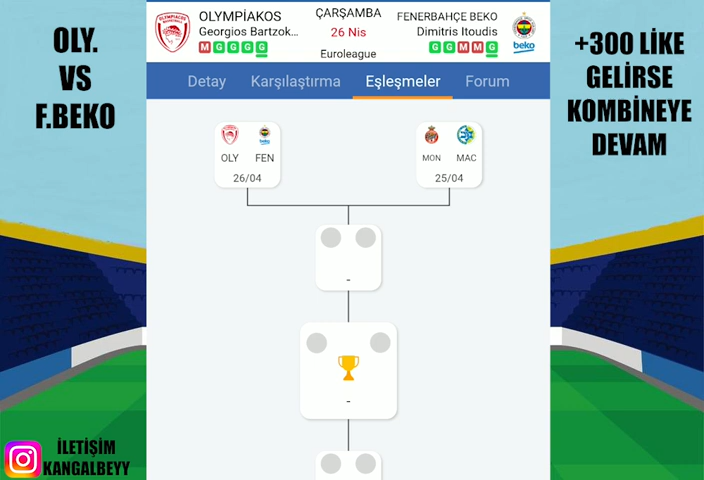 OLY.
VS
F.BEKO
OLYMPİAKOS
Georgios Bartzok...
M G G G G
ÇARŞAMBA
26 Nis
Euroleague
FENERBAHÇE BEKO
Dimitris Itoudis
G G M M G
beko
+300 LİKE
GELİRSE
KOMBİNEYE
DEVAM
Detay Karşılaştırma Eşleşmeler Forum
OLY FEN
26/04
MON MAC
25/04
-
-
İLETİŞİM
KANGALBEYY